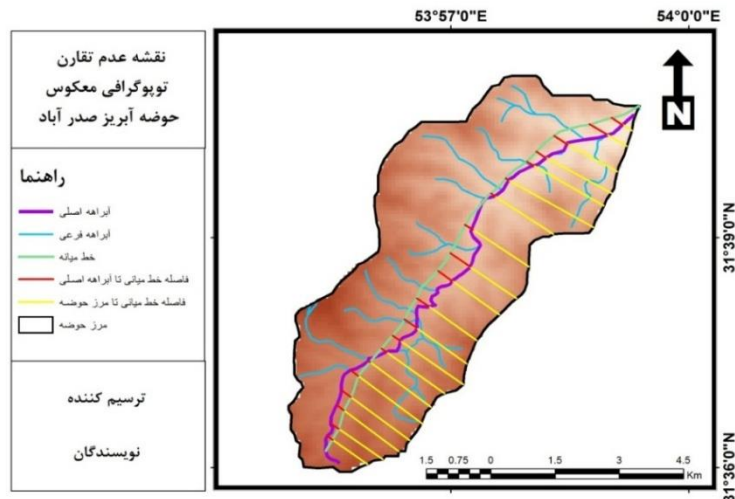 نقشه عدم تقارن
توپوگرافی معکوس
حوضه آبریز صدر آباد
راهنما
آبراهه اصلی
آبراهه فرعی
خط میانه
فاصله خط میانی تا آبراهه اصلی
فاصله خط میانی تا مرز حوضه
مرز حوضه
ترسیم کننده
نویسندگان
53°57'0"E
54°0'0"E
N
31°39'0"N
31°36'0"N
1.5 0.75 0 1.5 3 4.5
Km